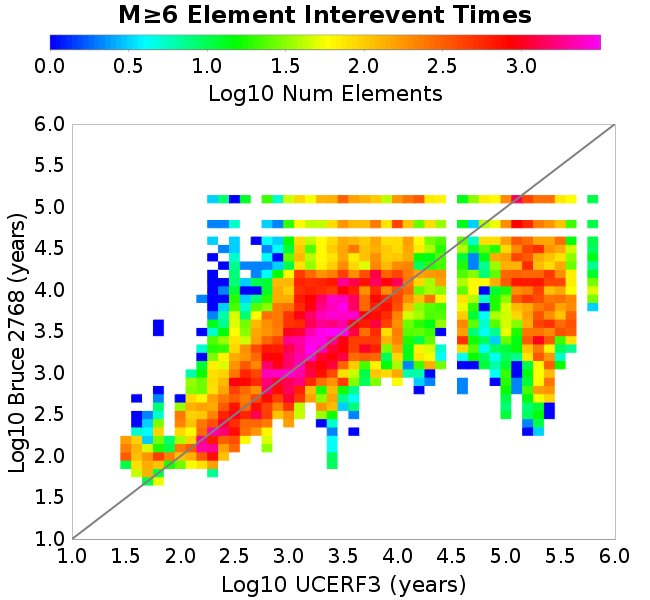 M≥6 Element Interevent Times
0.0 0.5 1.0 1.5 2.0 2.5 3.0
Log10 Num Elements
6.0
5.5
5.0
4.5
4.0
3.5
3.0
2.5
2.0
1.5
1.0
Log10 Bruce 2768 (years)
1.0 1.5 2.0 2.5 3.0 3.5 4.0 4.5 5.0 5.5 6.0
Log10 UCERF3 (years)